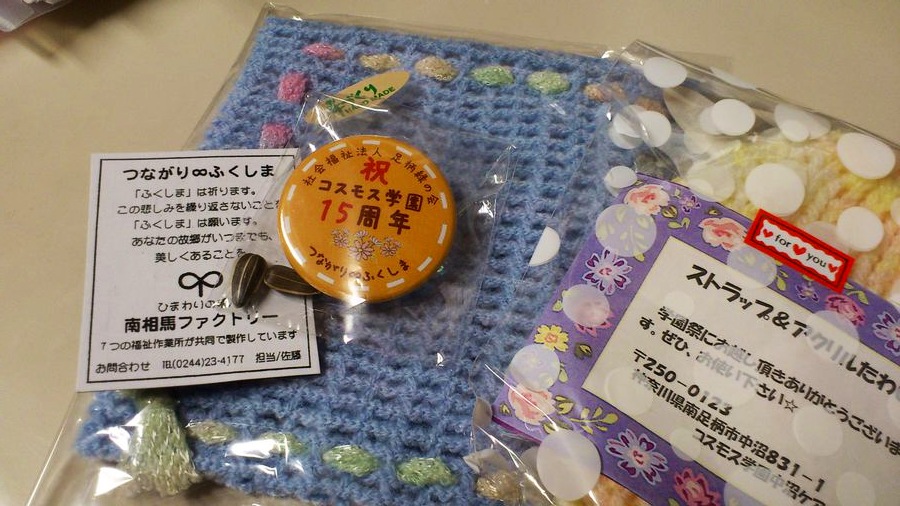 つながり∞ふくしま
「ふくしま」は祈ります。
この悲しみを繰り返さないことを
「ふくしま」は願います。
あなたの故郷がいつまでも、
美しくあることを
ひまわりの
南相馬ファクトリー
7つの福祉作業所が共同で製作しています
お問合わせ TEL(0244)23-4177 担当/佐藤
HAND MADE
社会福祉法人 足柄緑の会
祝
コスモス学園
15周年
つながり∞ふくしま
for you
ストラップ&アクリルたわ
学園祭にお越し頂きありがとうございま
す。ぜひ、お使い下さい☆
〒250-0123
神奈川県南足柄市中沼831-1
コスモス学園中沼ケア